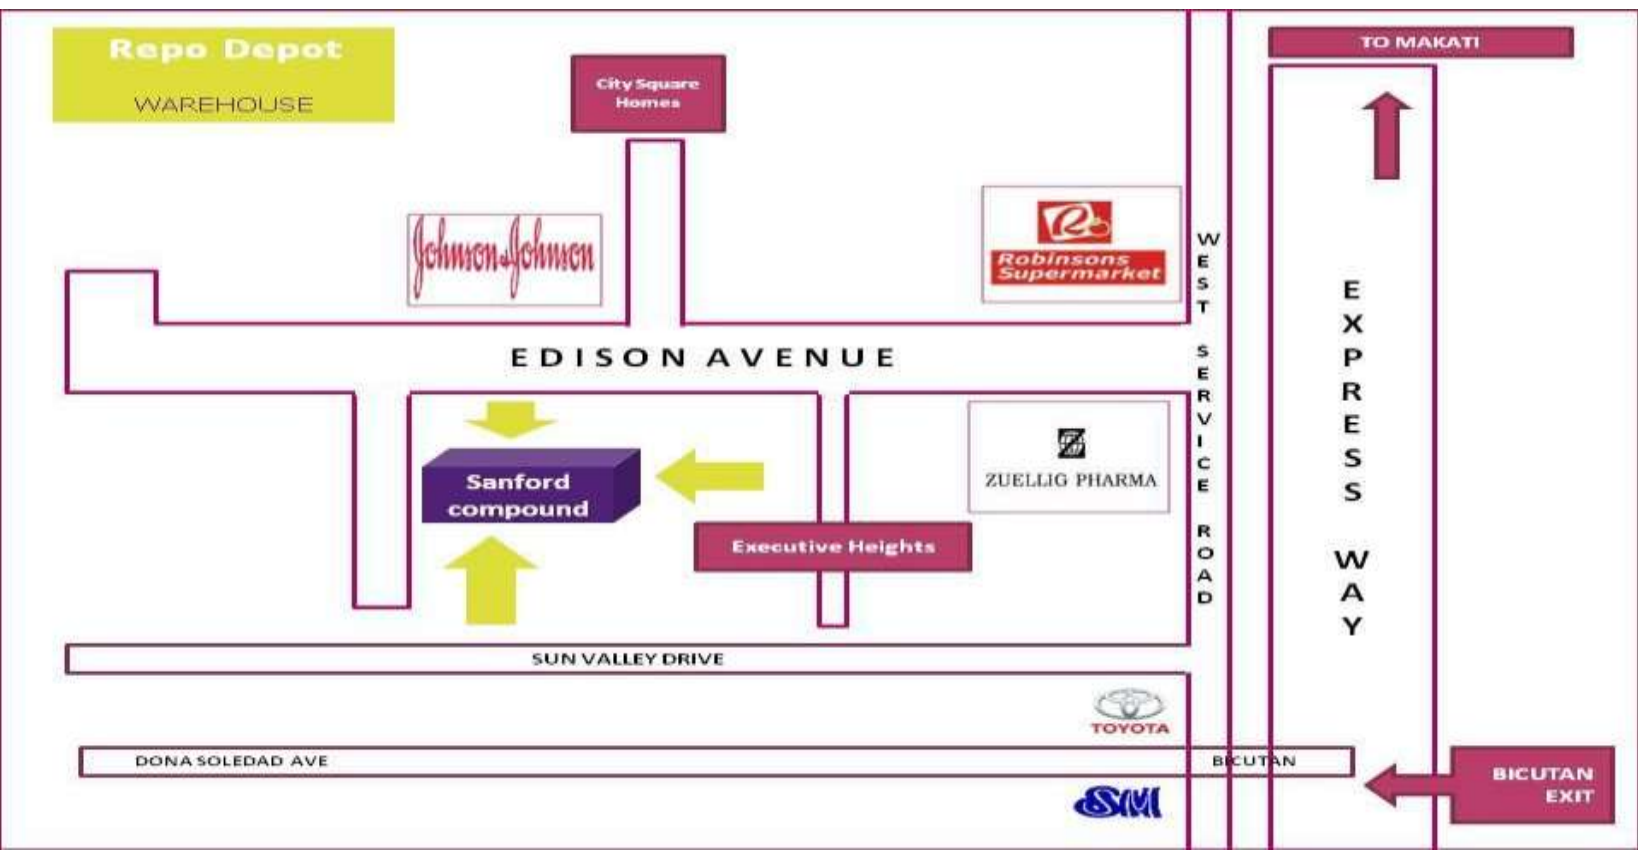 Repo Depot
WAREHOUSE
City Square
Homes
TO MAKATI
Johnson & Johnson
R
Robinsons
Supermarket
WEST SERVICE ROAD
EXPRESS WAY
EDISON AVENUE
Sanford
compound
ZUELLIG PHARMA
Executive Heights
SUN VALLEY DRIVE
TOYOTA
DONA SOLEDAD AVE
BICUTAN
BICUTAN
EXIT
SM